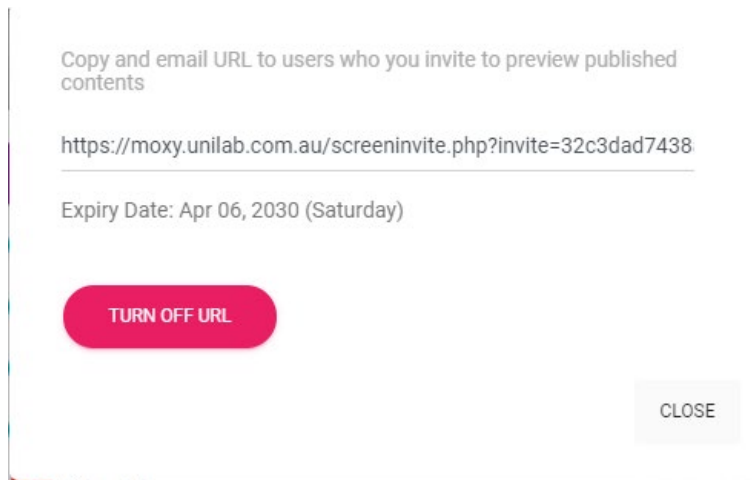 Copy and email URL to users who you invite to preview published
contents
https://moxy.unilab.com.au/screeninvite.php?invite=32c3dad7438
Expiry Date: Apr 06, 2030 (Saturday)
TURN OFF URL
CLOSE